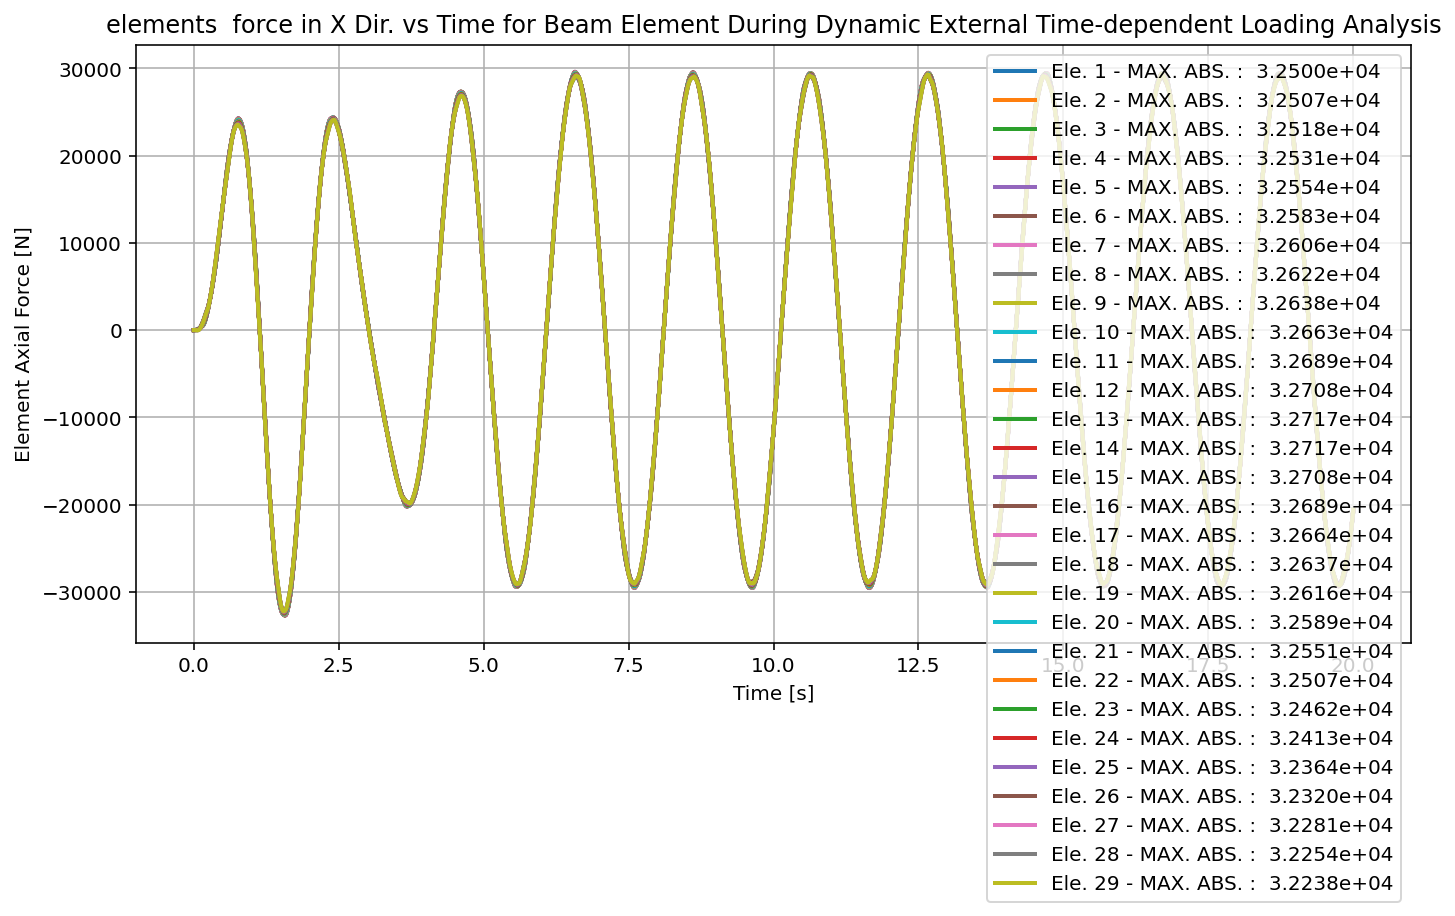 elements  force in X Dir. vs Time for Beam Element During Dynamic External Time-dependent Loading Analysis
30000
20000
10000
0
−10000
−20000
−30000
Element Axial Force [N]
0.0
2.5
5.0
7.5
10.0
12.5
15.0
17.5
20.0
Time [s]
Ele. 1 - MAX. ABS. :  3.2500e+04
Ele. 2 - MAX. ABS. :  3.2507e+04
Ele. 3 - MAX. ABS. :  3.2518e+04
Ele. 4 - MAX. ABS. :  3.2531e+04
Ele. 5 - MAX. ABS. :  3.2554e+04
Ele. 6 - MAX. ABS. :  3.2583e+04
Ele. 7 - MAX. ABS. :  3.2606e+04
Ele. 8 - MAX. ABS. :  3.2622e+04
Ele. 9 - MAX. ABS. :  3.2638e+04
Ele. 10 - MAX. ABS. :  3.2663e+04
Ele. 11 - MAX. ABS. :  3.2689e+04
Ele. 12 - MAX. ABS. :  3.2708e+04
Ele. 13 - MAX. ABS. :  3.2717e+04
Ele. 14 - MAX. ABS. :  3.2717e+04
Ele. 15 - MAX. ABS. :  3.2708e+04
Ele. 16 - MAX. ABS. :  3.2689e+04
Ele. 17 - MAX. ABS. :  3.2664e+04
Ele. 18 - MAX. ABS. :  3.2637e+04
Ele. 19 - MAX. ABS. :  3.2616e+04
Ele. 20 - MAX. ABS. :  3.2589e+04
Ele. 21 - MAX. ABS. :  3.2551e+04
Ele. 22 - MAX. ABS. :  3.2507e+04
Ele. 23 - MAX. ABS. :  3.2462e+04
Ele. 24 - MAX. ABS. :  3.2413e+04
Ele. 25 - MAX. ABS. :  3.2364e+04
Ele. 26 - MAX. ABS. :  3.2320e+04
Ele. 27 - MAX. ABS. :  3.2281e+04
Ele. 28 - MAX. ABS. :  3.2254e+04
Ele. 29 - MAX. ABS. :  3.2238e+04